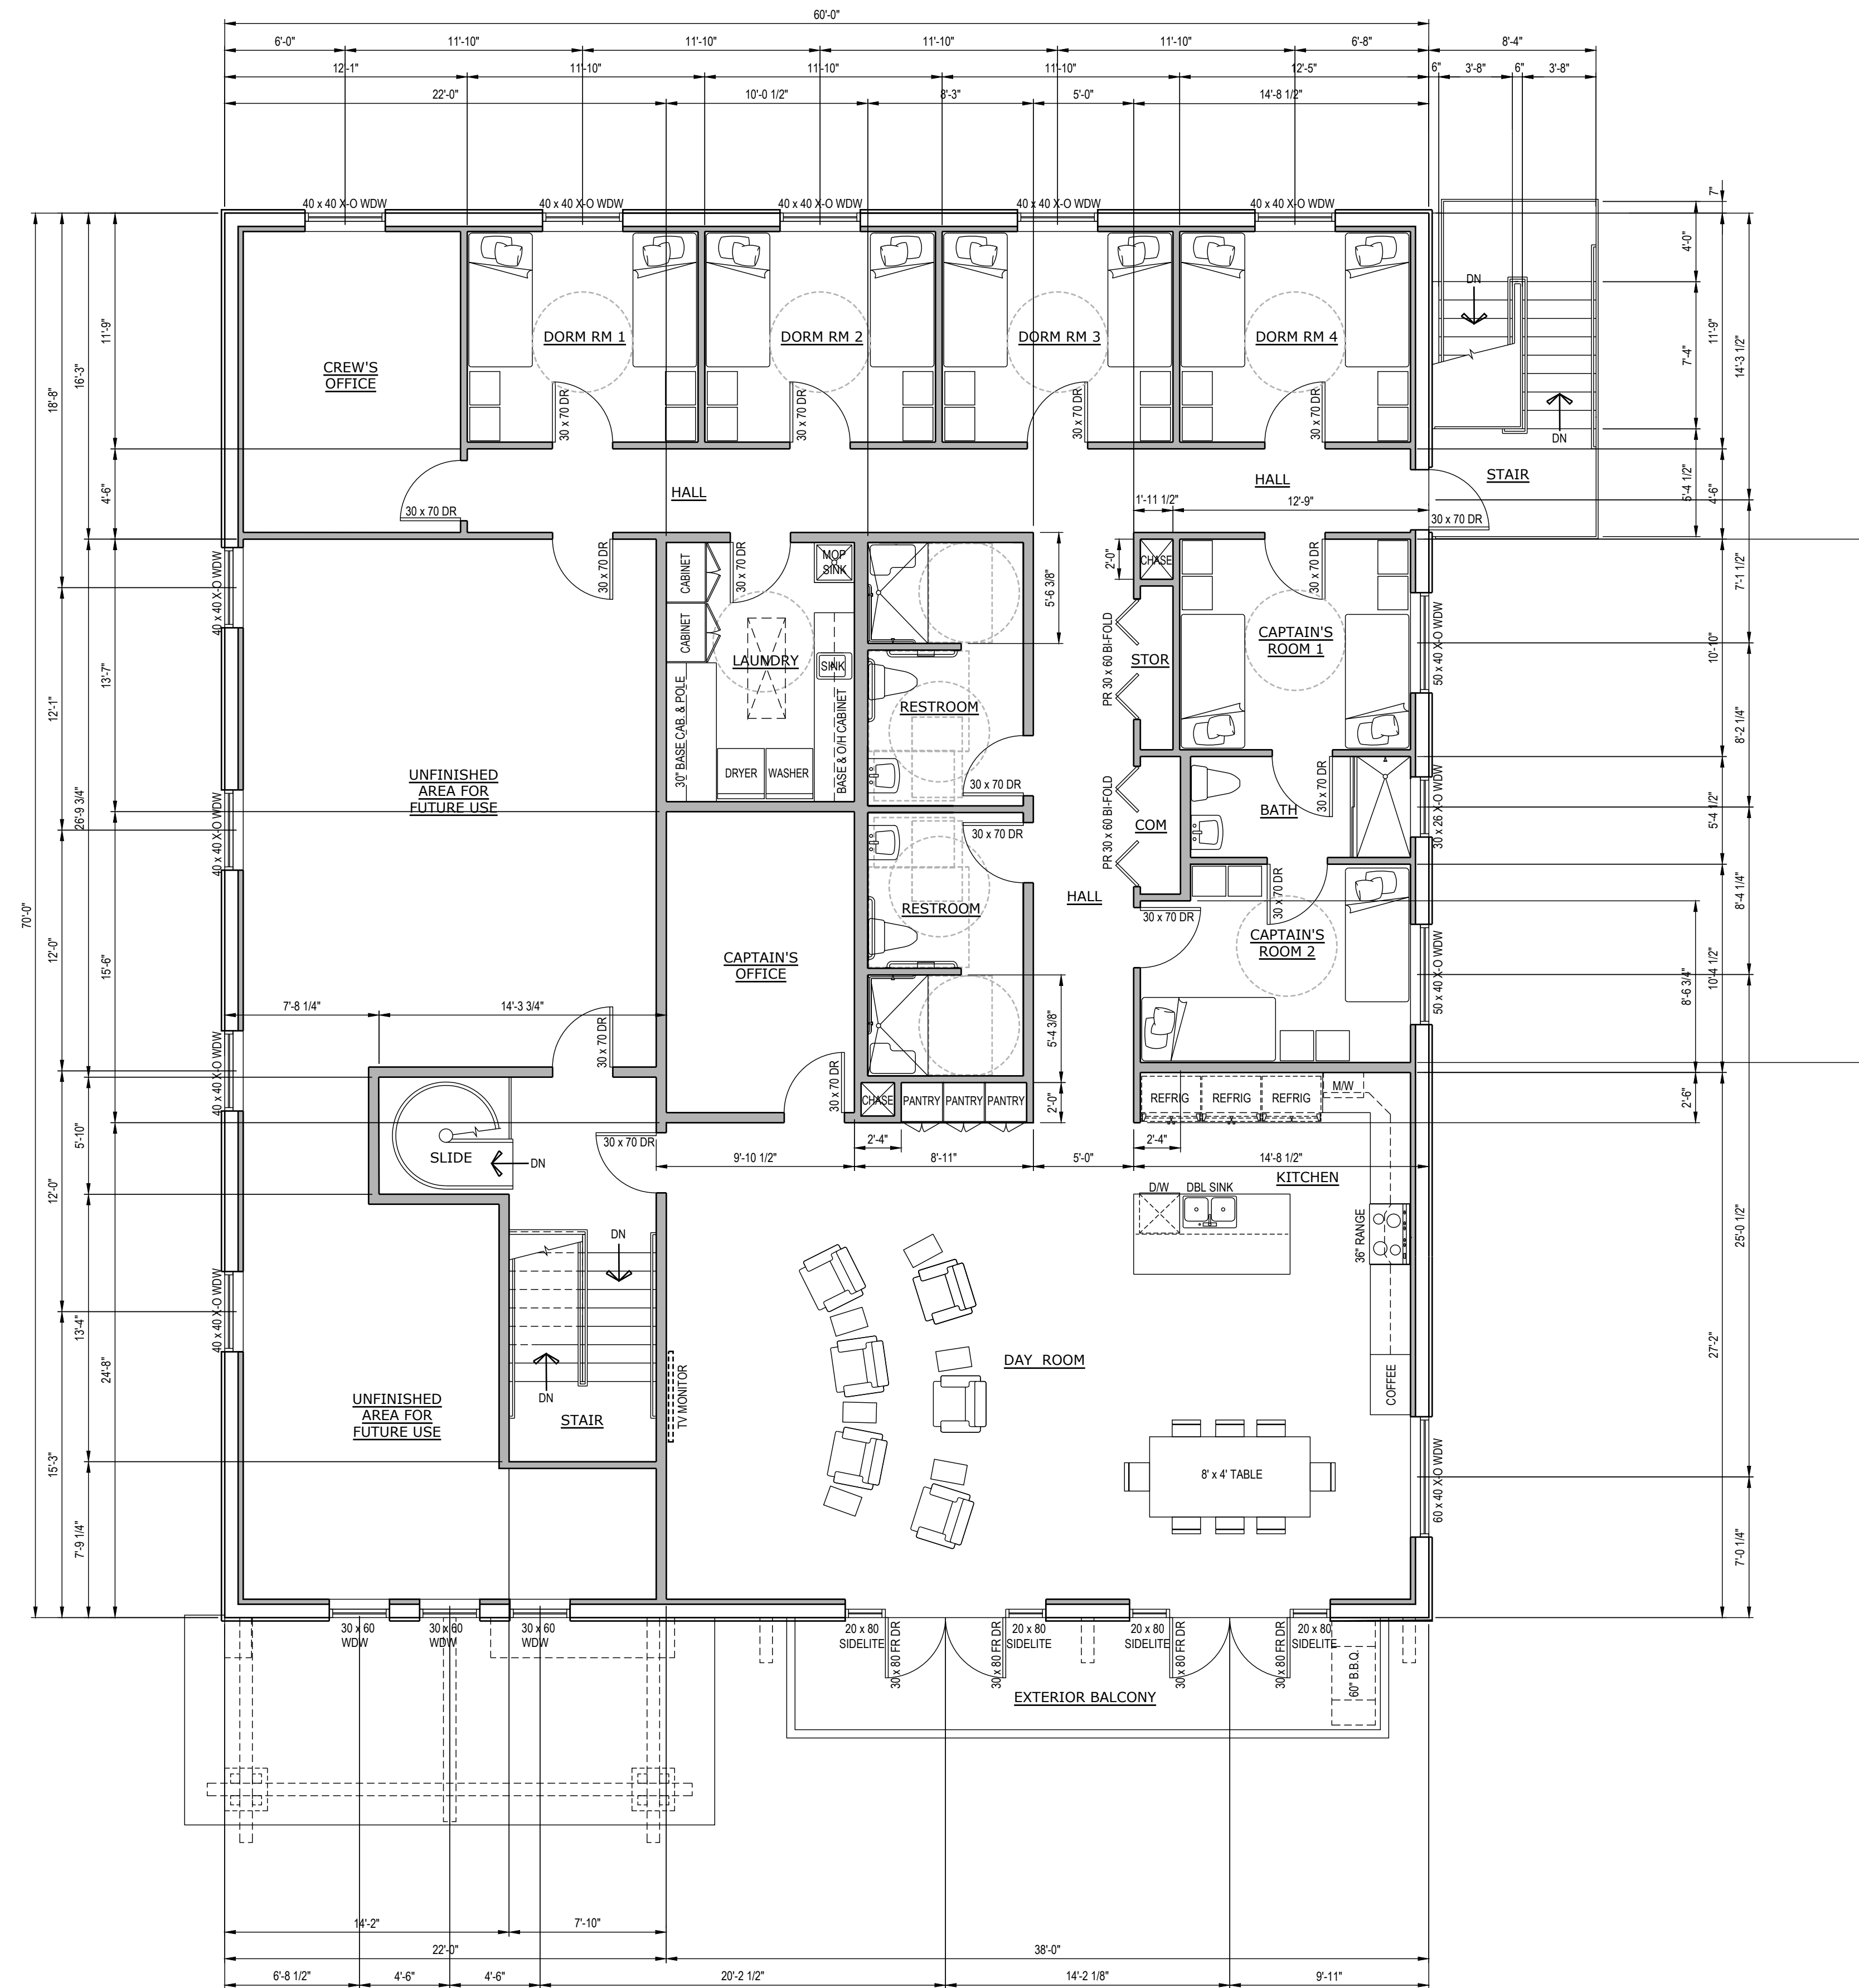 60'-0"
6'-0" 11'-10" 11'-10" 11'-10" 11'-10" 6'-8" 8'-4"
12'-1" 11'-10" 11'-10" 11'-10" 12'-5" 6" 3'-8" 6" 3'-8"
22'-0" 10'-0 1/2" 8'-3" 5'-0" 14'-8 1/2"
40 x 40 X-O WDW 40 x 40 X-O WDW 40 x 40 X-O WDW 40 x 40 X-O WDW 40 x 40 X-O WDW
7"
4'-0"
7'-4"
5'-4 1/2"
11'-9"
4'-6"
14'-3 1/2"
DN
DN
STAIR
30 x 70 DR
70'-0"
18'-8"
16'-3"
11'-9"
4'-6"
CREW'S
OFFICE
30 x 70 DR
DORM RM 1
30 x 70 DR
DORM RM 2
30 x 70 DR
DORM RM 3
30 x 70 DR
DORM RM 4
30 x 70 DR
HALL
HALL
1'-11 1/2" 12'-9"
12'-1"
12'-0"
12'-0"
15'-3"
26'-9 3/4"
5'-10"
13'-4"
7'-9 1/4"
13'-7"
15'-6"
24'-8"
40 x 40 X-O WDW
40 x 40 X-O WDW
40 x 40 X-O WDW
40 x 40 X-O WDW
30 x 70 DR
UNFINISHED
AREA FOR
FUTURE USE
7'-8 1/4" 14'-3 3/4"
30 x 70 DR
CABINET
CABINET
30 x 70 DR
MOP
SINK
LAUNDRY
SINK
30" BASE CAB. & POLE
BASE & O/H CABINET
DRYER WASHER
5'-6 3/8"
RESTROOM
30 x 70 DR
30 x 70 DR
RESTROOM
5'-4 3/8"
2'-0"
CAPTAIN'S
OFFICE
30 x 70 DR
CHASE PANTRY PANTRY PANTRY
2'-4"
9'-10 1/2" 8'-11" 5'-0" 14'-8 1/2"
2'-0"
CHASE
PR 30 x 60 BI-FOLD
STOR
PR 30 x 60 BI-FOLD
COM
HALL
30 x 70 DR
CAPTAIN'S
ROOM 1
30 x 70 DR
BATH
30 x 70 DR
30 x 70 DR
CAPTAIN'S
ROOM 2
50 x 40 X-O WDW
30 x 26 X-O WDW
50 x 40 X-O WDW
60 x 40 X-O WDW
8'-6 3/4"
2'-6"
10'-10"
5'-4 1/2"
10'-4 1/2"
27'-2"
7'-1 1/2"
8'-2 1/4"
8'-4 1/4"
25'-0 1/2"
7'-0 1/4"
REFRIG REFRIG REFRIG M/W
2'-4"
KITCHEN
D/W DBL SINK
36" RANGE
COFFEE
SLIDE
DN
30 x 70 DR
DN
DN
STAIR
UNFINISHED
AREA FOR
FUTURE USE
TV MONITOR
DAY ROOM
8' x 4' TABLE
30 x 60
WDW
30 x 60
WDW
30 x 60
WDW
20 x 80
SIDELITE
30 x 80 FR DR
30 x 80 FR DR
20 x 80
SIDELITE
20 x 80
SIDELITE
30 x 80 FR DR
30 x 80 FR DR
20 x 80
SIDELITE
60" B.B.Q.
EXTERIOR BALCONY
14'-2" 7'-10"
22'-0" 38'-0"
6'-8 1/2" 4'-6" 4'-6" 20'-2 1/2" 14'-2 1/8" 9'-11"